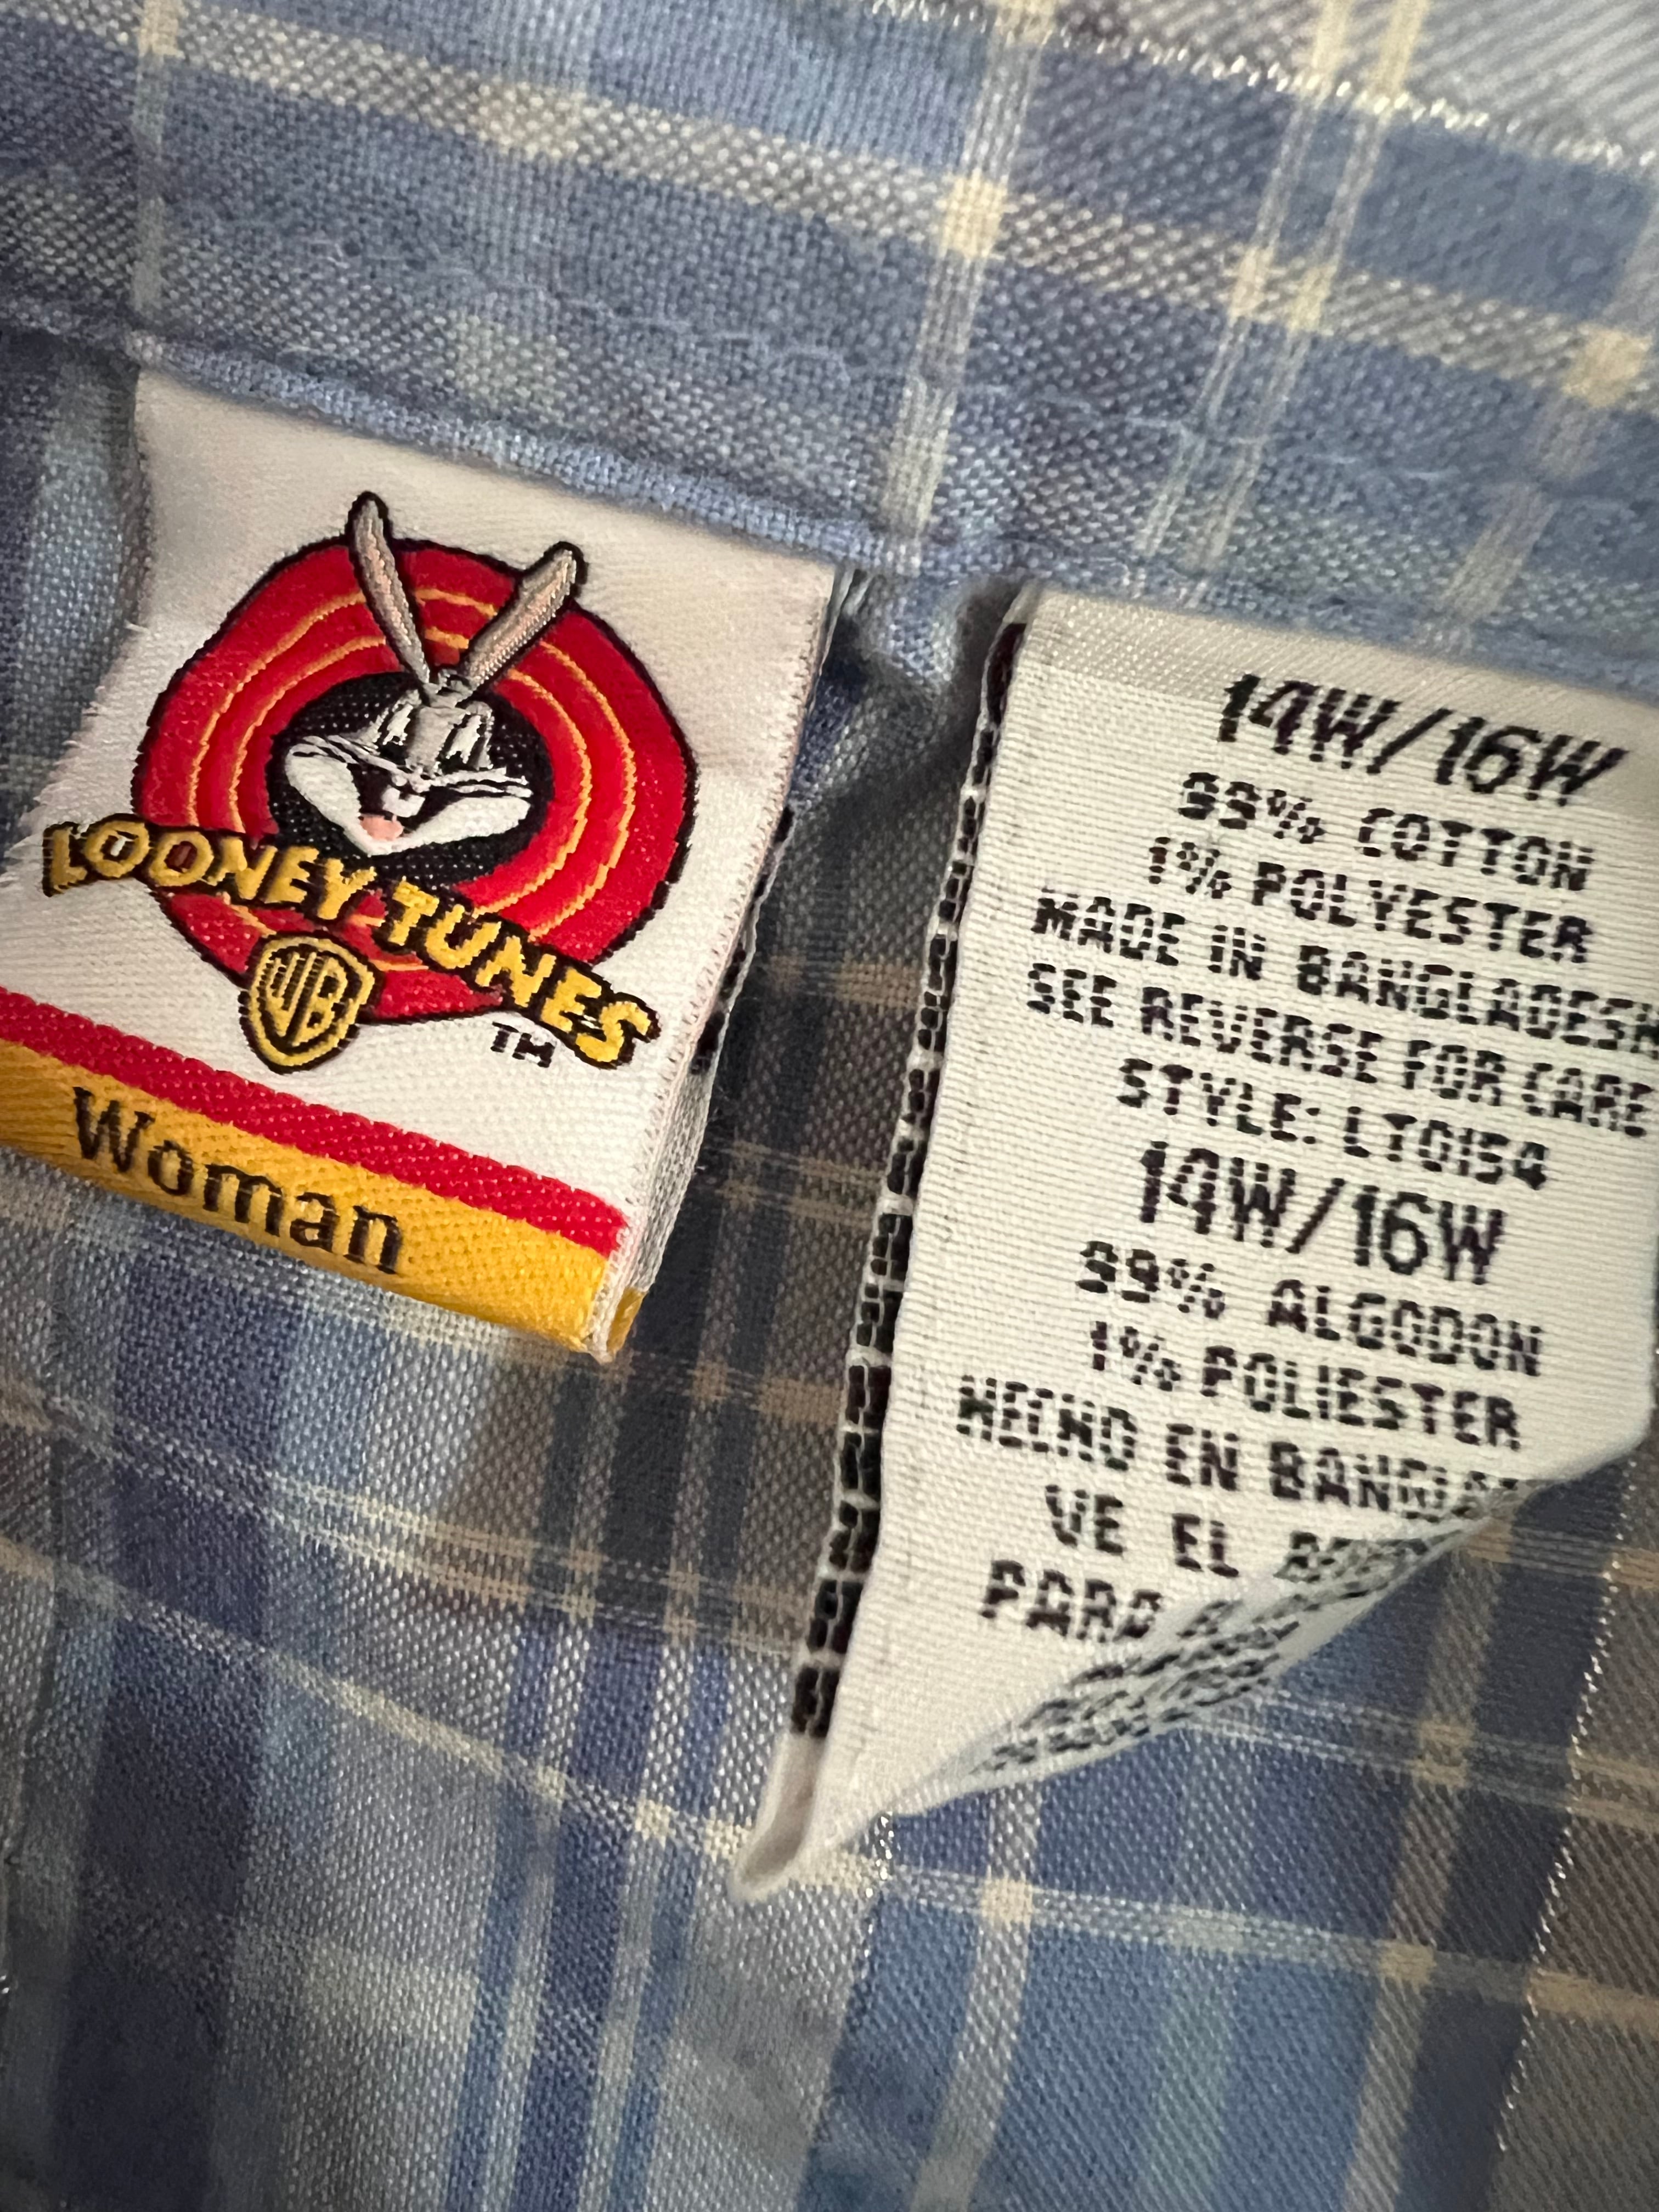 LOONEY TUNES
WB
TM
Woman
14W/16W
99% COTTON
1% POLYESTER
MADE IN BANGLADESH
SEE REVERSE FOR CARE
STYLE: LT0154
14W/16W
99% ALGODON
1% POLIESTER
HECHO EN
VE EL
PARA